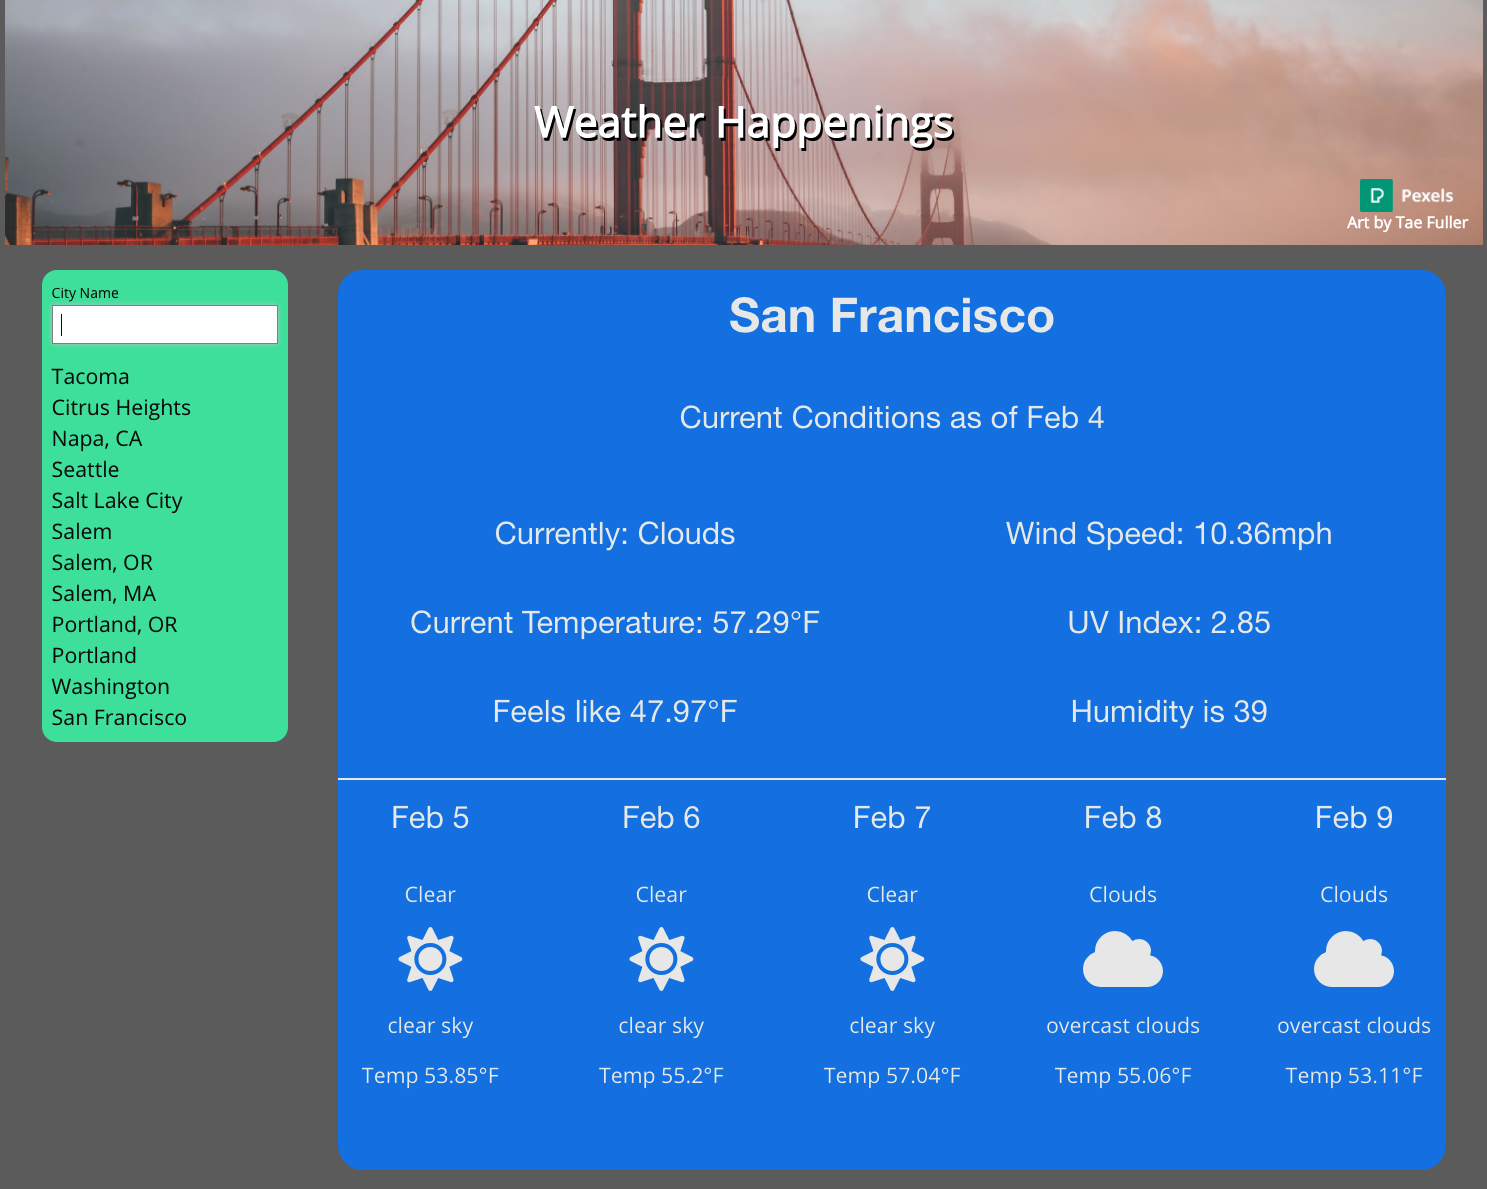 Weather Happenings
Pexels
Art by Tae Fuller
City Name
Tacoma
Citrus Heights
Napa, CA
Seattle
Salt Lake City
Salem
Salem, OR
Salem, MA
Portland, OR
Portland
Washington
San Francisco
San Francisco
Current Conditions as of Feb 4
Currently: Clouds
Wind Speed: 10.36mph
Current Temperature: 57.29°F
UV Index: 2.85
Feels like 47.97°F
Humidity is 39
Feb 5
Clear
clear sky
Temp 53.85°F
Feb 6
Clear
clear sky
Temp 55.2°F
Feb 7
Clear
clear sky
Temp 57.04°F
Feb 8
Clouds
overcast clouds
Temp 55.06°F
Feb 9
Clouds
overcast clouds
Temp 53.11°F